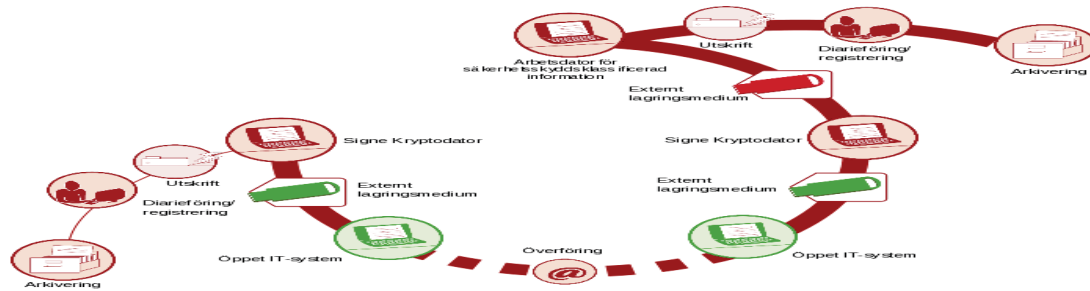 Utskrift
Diarieföring/
registrering
Arkivering
Arbetsdator för
säkerhetsskyddsklassificerad
information
Externt
lagringsmedium
Signe Kryptodator
Signe Kryptodator
Utskrift
Externt
lagringsmedium
Externt
lagringsmedium
Diarieföring/
registrering
Arkivering
Öppet IT-system
Överföring
@
Öppet IT-system